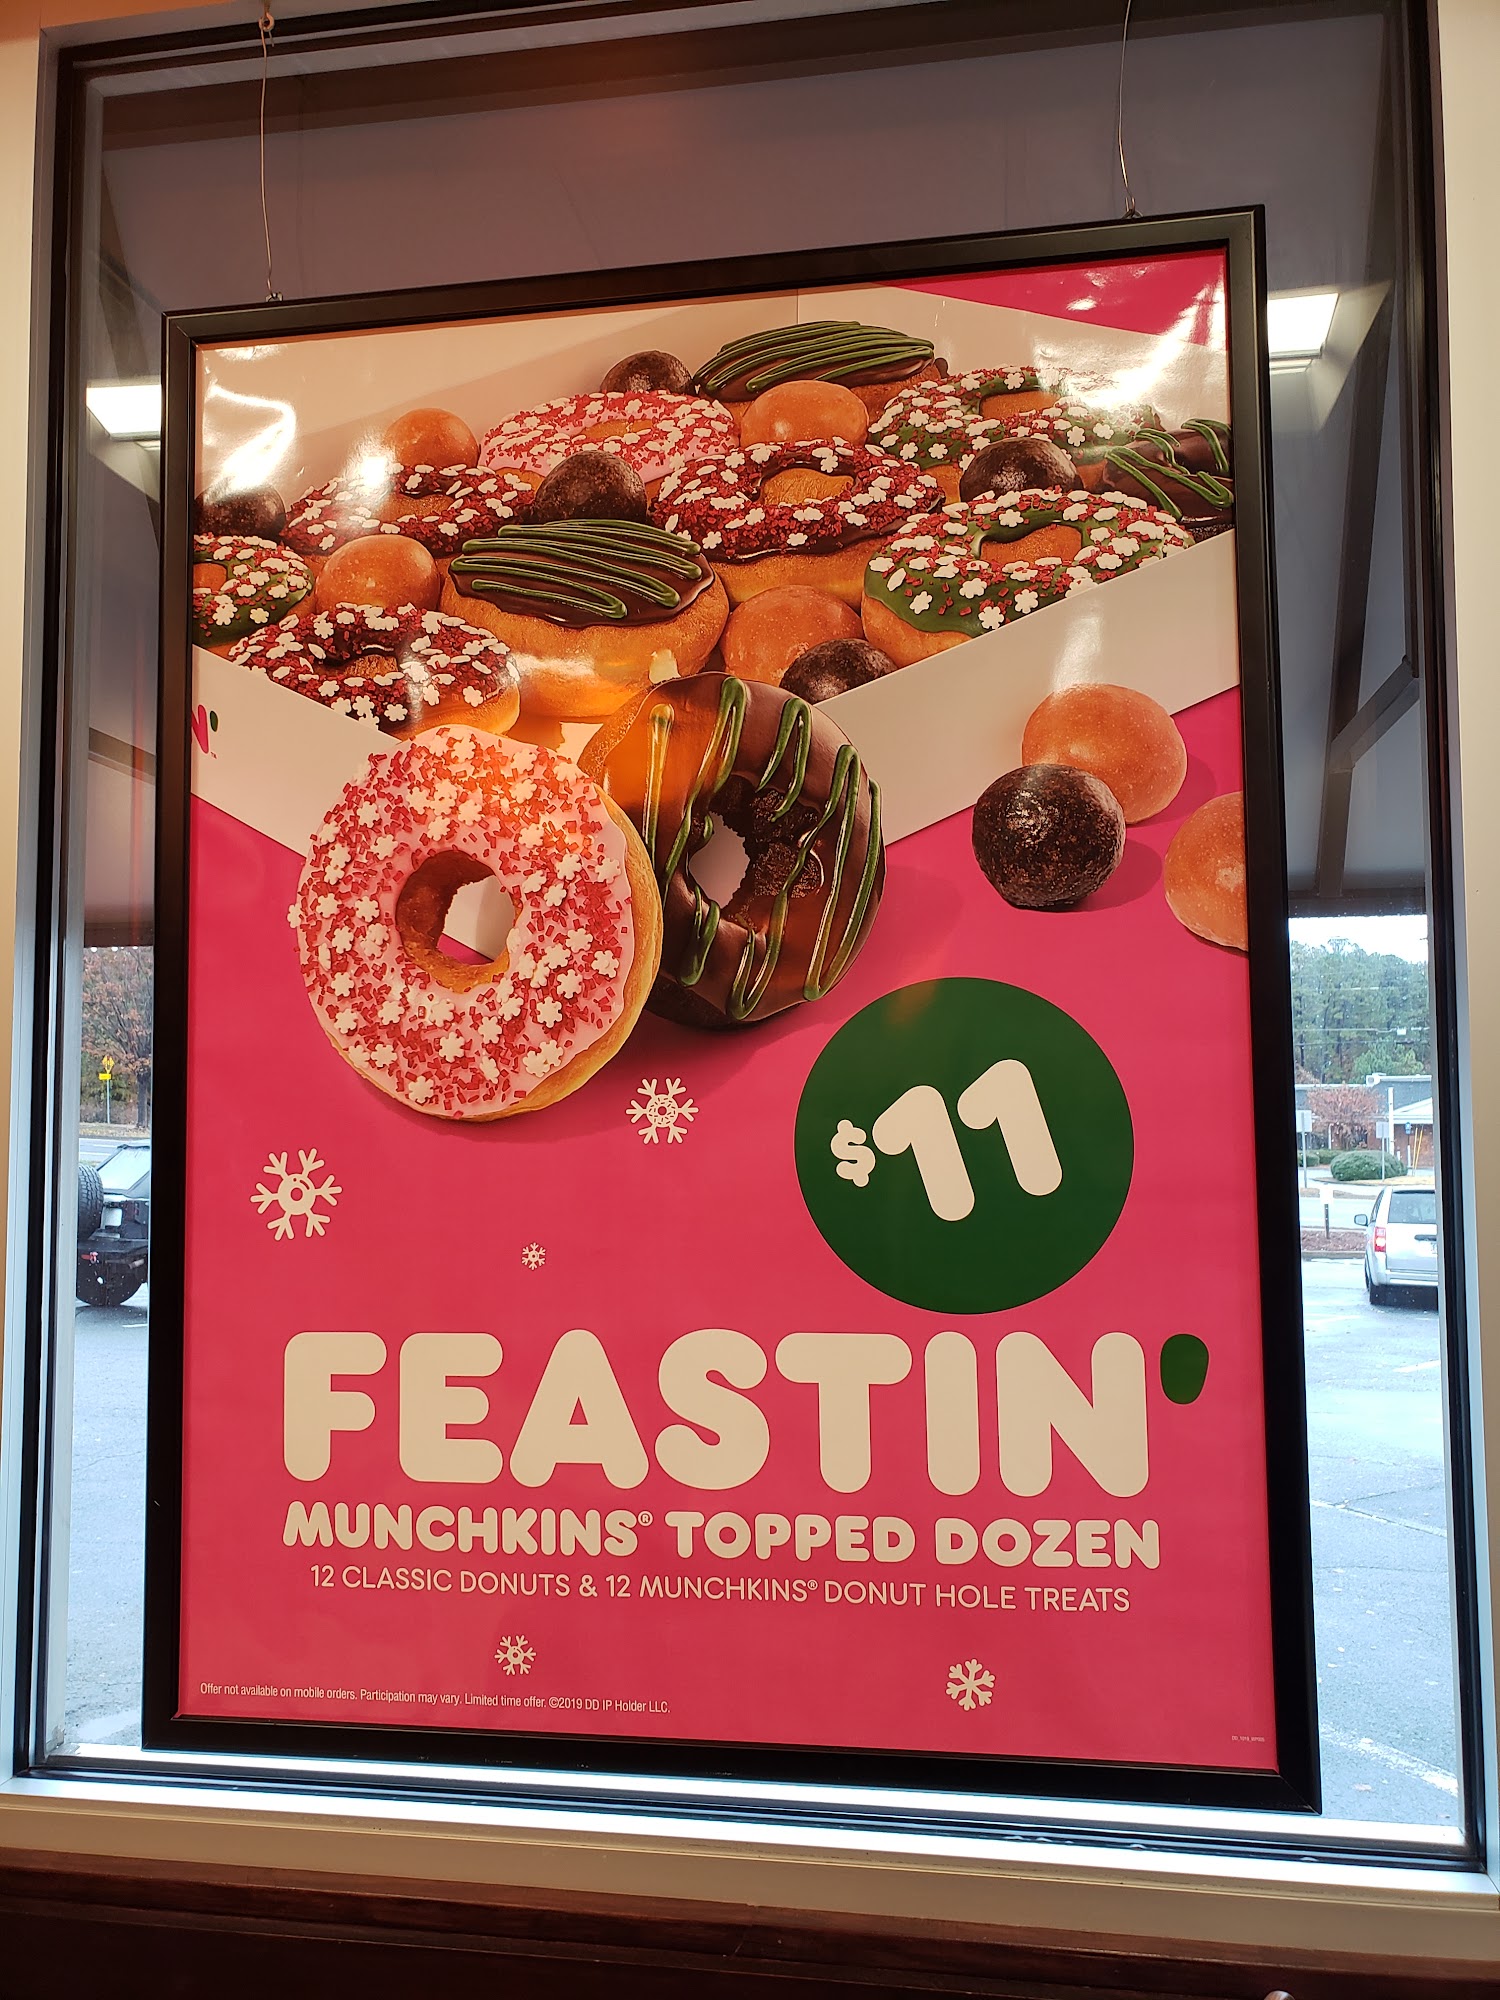 N'
$11
FEASTIN'
MUNCHKINS® TOPPED DOZEN
12 CLASSIC DONUTS & 12 MUNCHKINS® DONUT HOLE TREATS
Offer not available on mobile orders. Participation may vary. Limited time offer. ©2019 DD IP Holder LLC.